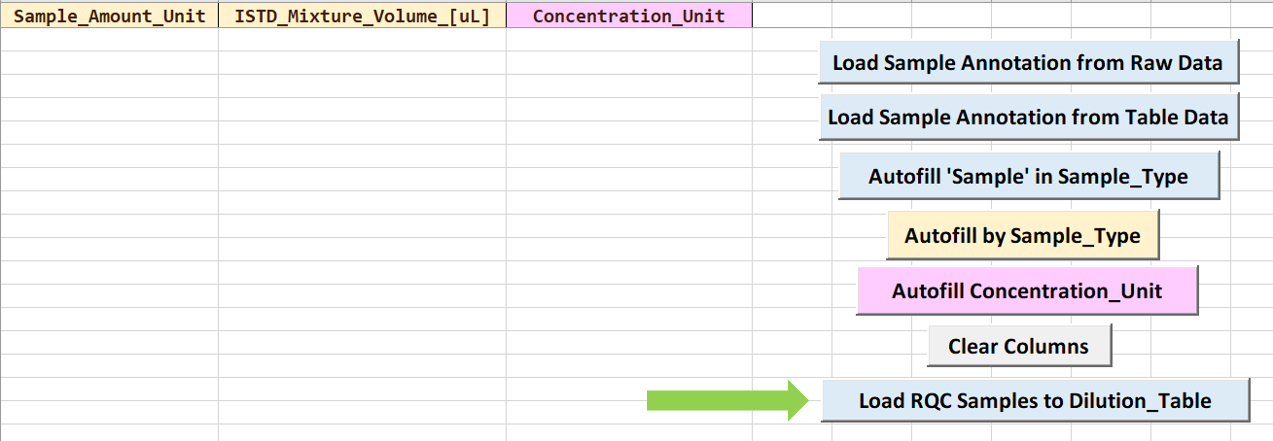 Sample_Amount_Unit ISTD_Mixture_Volume_[uL] Concentration_Unit
Load Sample Annotation from Raw Data
Load Sample Annotation from Table Data
Autofill 'Sample' in Sample_Type
Autofill by Sample_Type
Autofill Concentration_Unit
Clear Columns
Load RQC Samples to Dilution_Table